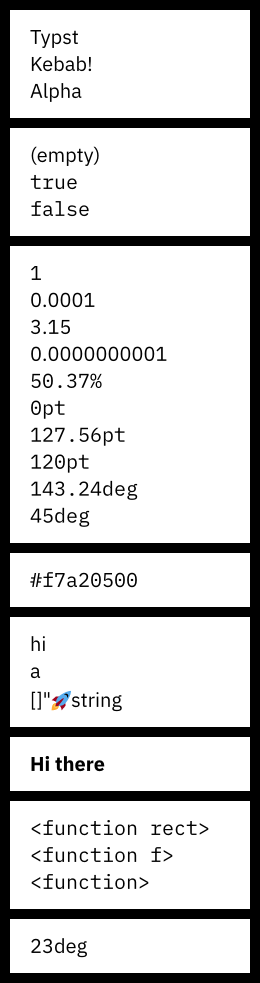 Typst
Kebab!
Alpha
(empty)
true
false
1
0.0001
3.15
0.0000000001
50.37%
0pt
127.56pt
120pt
143.24deg
45deg
#f7a20500
hi
a
[]"🚀string
Hi there
<function rect>
<function f>
<function>
23deg